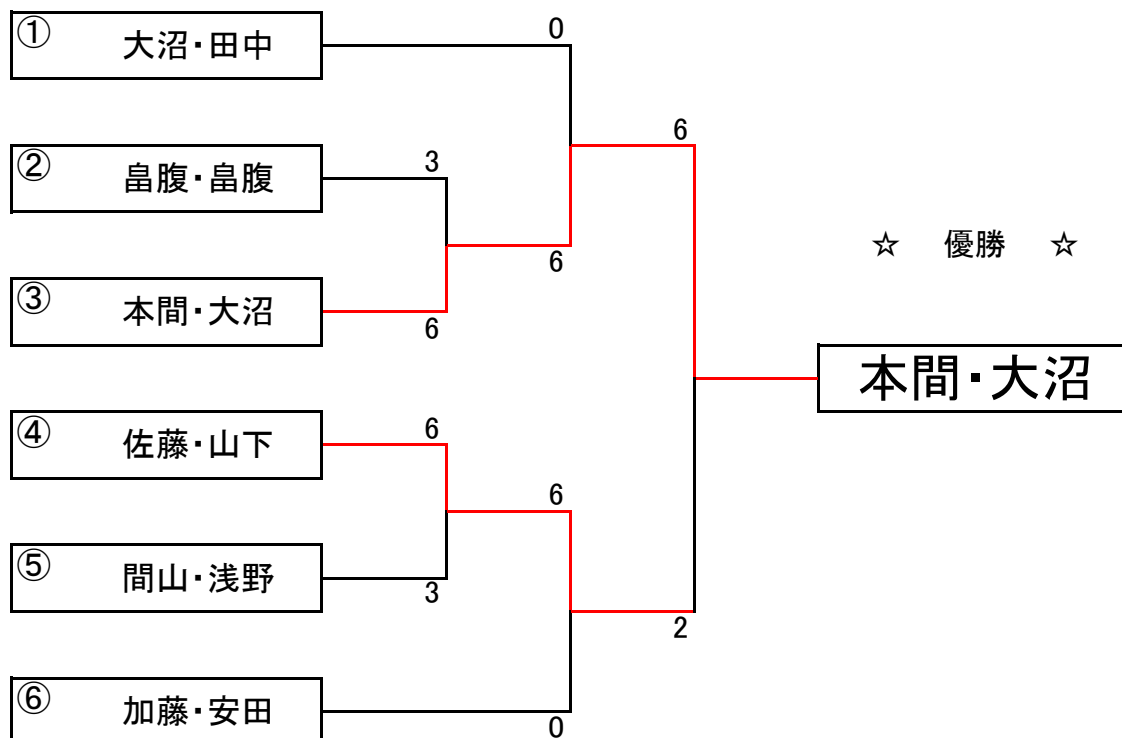 ① 大沼・田中
0
6
② 畠腹・畠腹
3
☆ 優勝 ☆
6
③ 本間・大沼
6
本間・大沼
④ 佐藤・山下
6
6
⑤ 間山・浅野
3
2
⑥ 加藤・安田
0